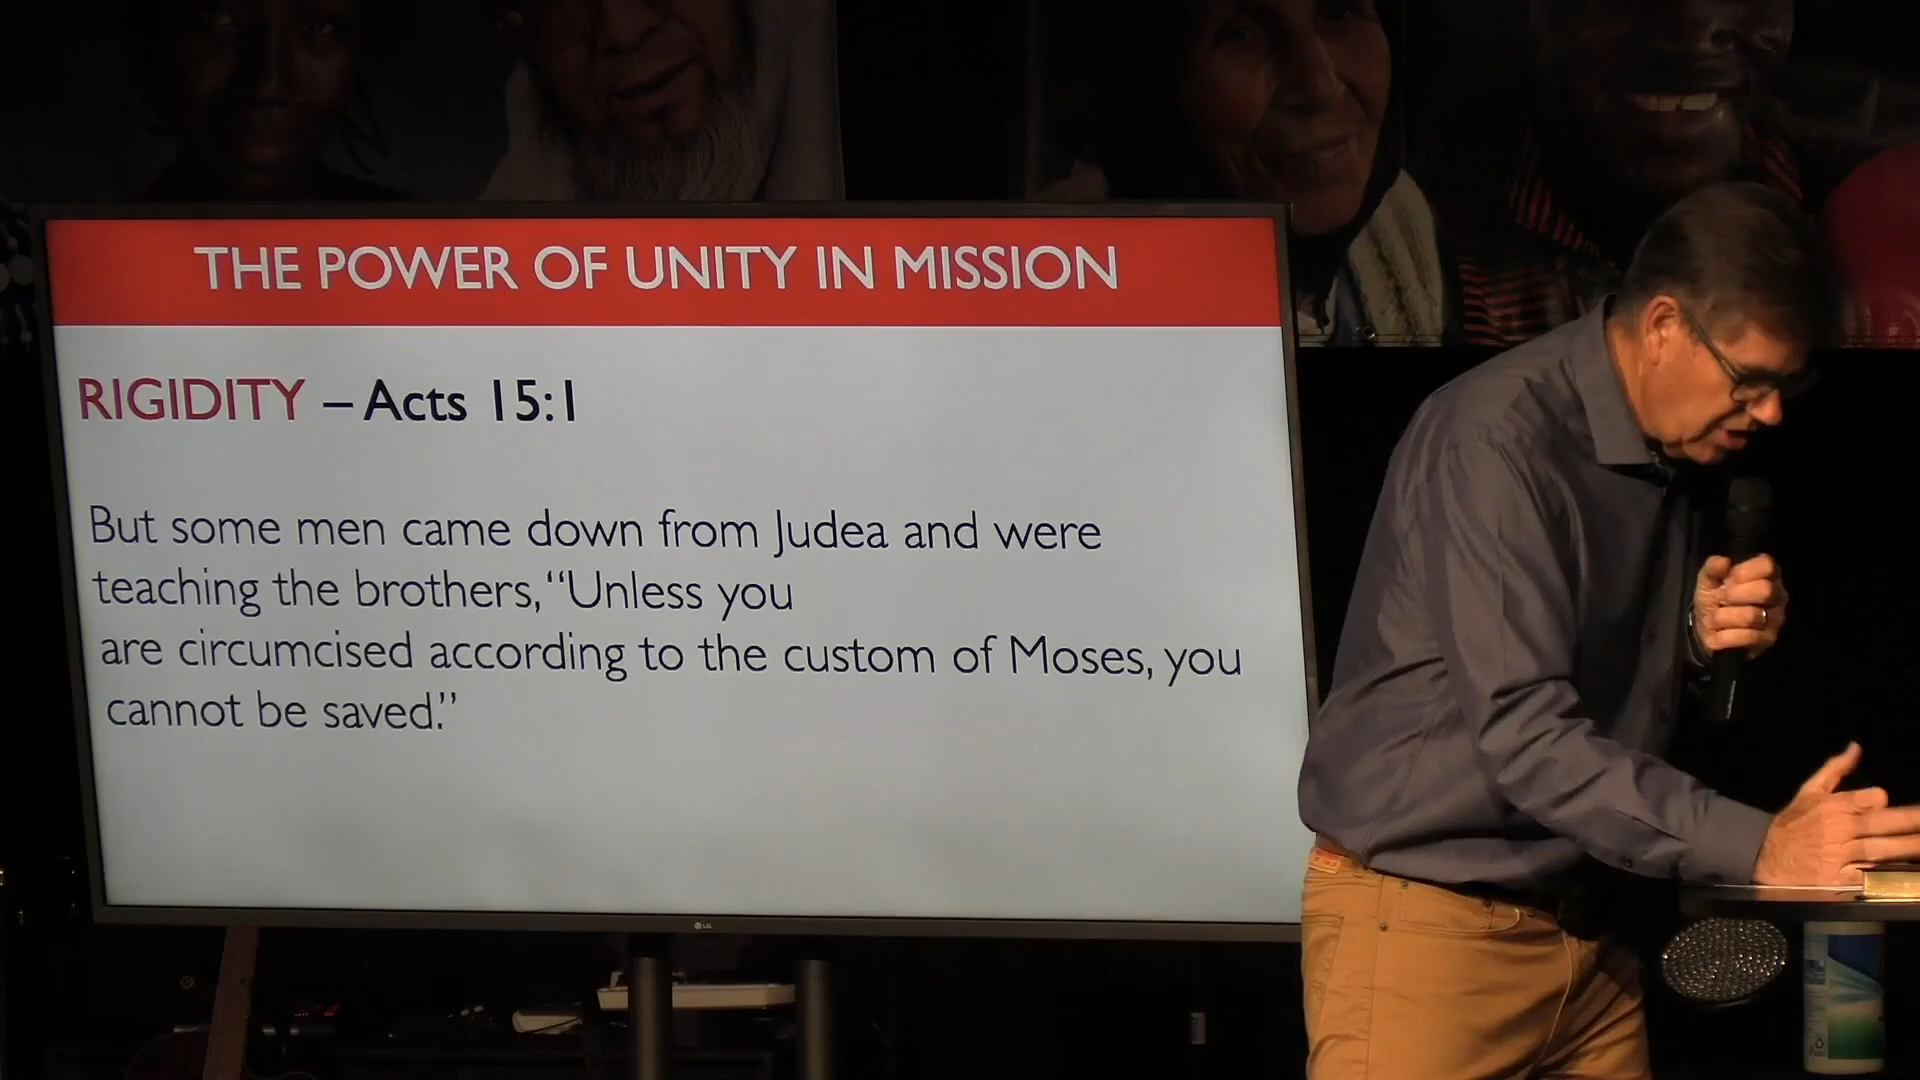 THE POWER OF UNITY IN MISSION
RIGIDITY – Acts 15:1
But some men came down from Judea and were
teaching the brothers, “Unless you
are circumcised according to the custom of Moses, you
cannot be saved.”
LG